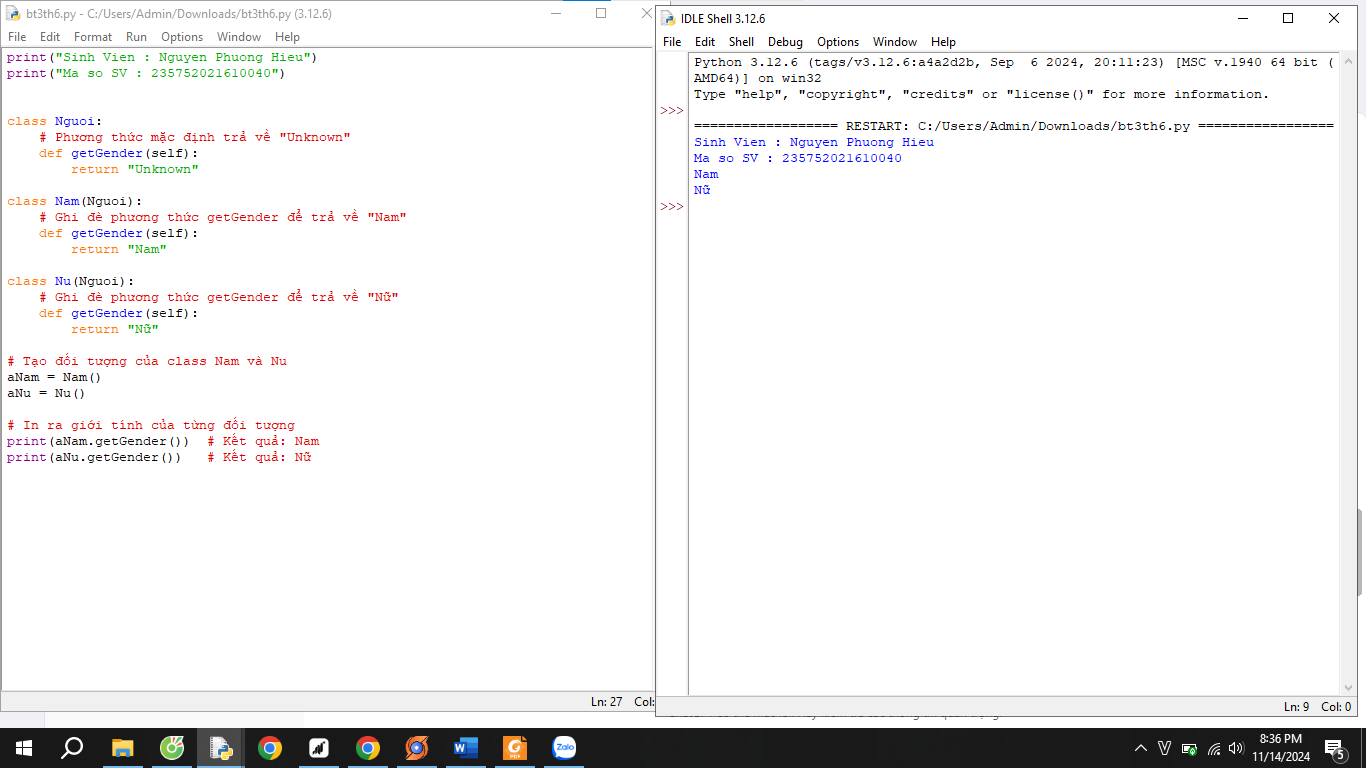 bt3th6.py - C:/Users/Admin/Downloads/bt3th6.py (3.12.6)
File Edit Format Run Options Window Help
print("Sinh Vien : Nguyen Phuong Hieu")
print("Ma so SV : 235752021610040")
class Nguoi:
# Phương thức mặc định trả về "Unknown"
def getGender(self):
return "Unknown"
class Nam(Nguoi):
# Ghi đè phương thức getGender để trả về "Nam"
def getGender(self):
return "Nam"
class Nu(Nguoi):
# Ghi đè phương thức getGender để trả về "Nữ"
def getGender(self):
return "Nữ"
# Tạo đối tượng của class Nam và Nu
aNam = Nam()
aNu = Nu()
# In ra giới tính của từng đối tượng
print(aNam.getGender()) # Kết quả: Nam
print(aNu.getGender()) # Kết quả: Nữ
Ln: 27 Col:
IDLE Shell 3.12.6
File Edit Shell Debug Options Window Help
Python 3.12.6 (tags/v3.12.6:a4a2d2b, Sep 6 2024, 20:11:23) [MSC v.1940 64 bit (
AMD64)] on win32
Type "help", "copyright", "credits" or "license()" for more information.
>>>
================== RESTART: C:/Users/Admin/Downloads/bt3th6.py =================
Sinh Vien : Nguyen Phuong Hieu
Ma so SV : 235752021610040
Nam
Nữ
>>>
Ln: 9 Col: 0
W
PDF
Zalo
V
8:36 PM
11/14/2024
5